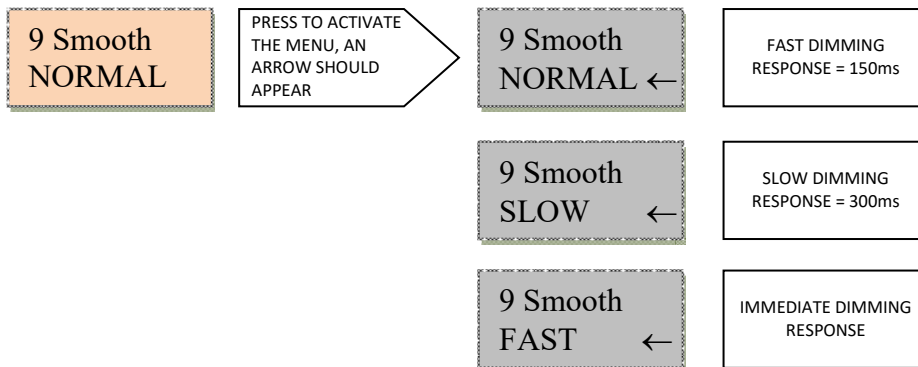 9 Smooth
NORMAL
PRESS TO ACTIVATE
THE MENU, AN
ARROW SHOULD
APPEAR
9 Smooth
NORMAL ←
FAST DIMMING
RESPONSE = 150ms
9 Smooth
SLOW ←
SLOW DIMMING
RESPONSE = 300ms
9 Smooth
FAST ←
IMMEDIATE DIMMING
RESPONSE